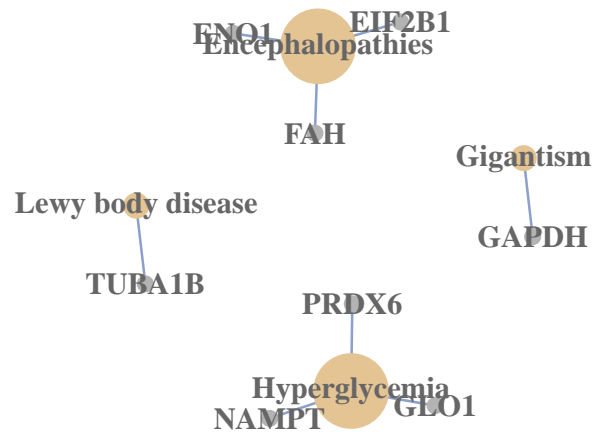 EIF2B1
ENO1
Encephalopathies
FAH
Gigantism
Lewy body disease
GAPDH
TUBA1B
PRDX6
Hyperglycemia
GLO1
NAMPT